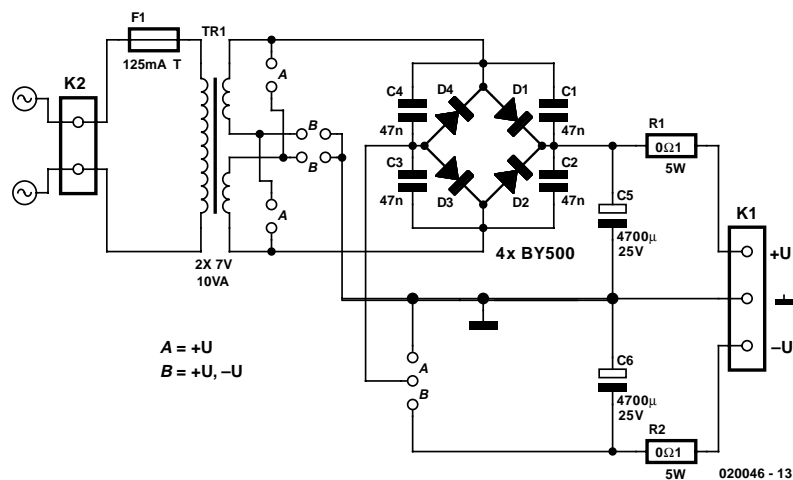 F1
125mA T
TR1
K2
A
B
B
A
2X 7V
10VA
C4
47n
D4
D1
C1
47n
C3
47n
D3
D2
C2
47n
4x BY500
R1
0Ω1
5W
C5
4700µ
25V
K1
+U
–U
A = +U
B = +U, –U
A
B
C6
4700µ
25V
R2
0Ω1
5W
020046 - 13